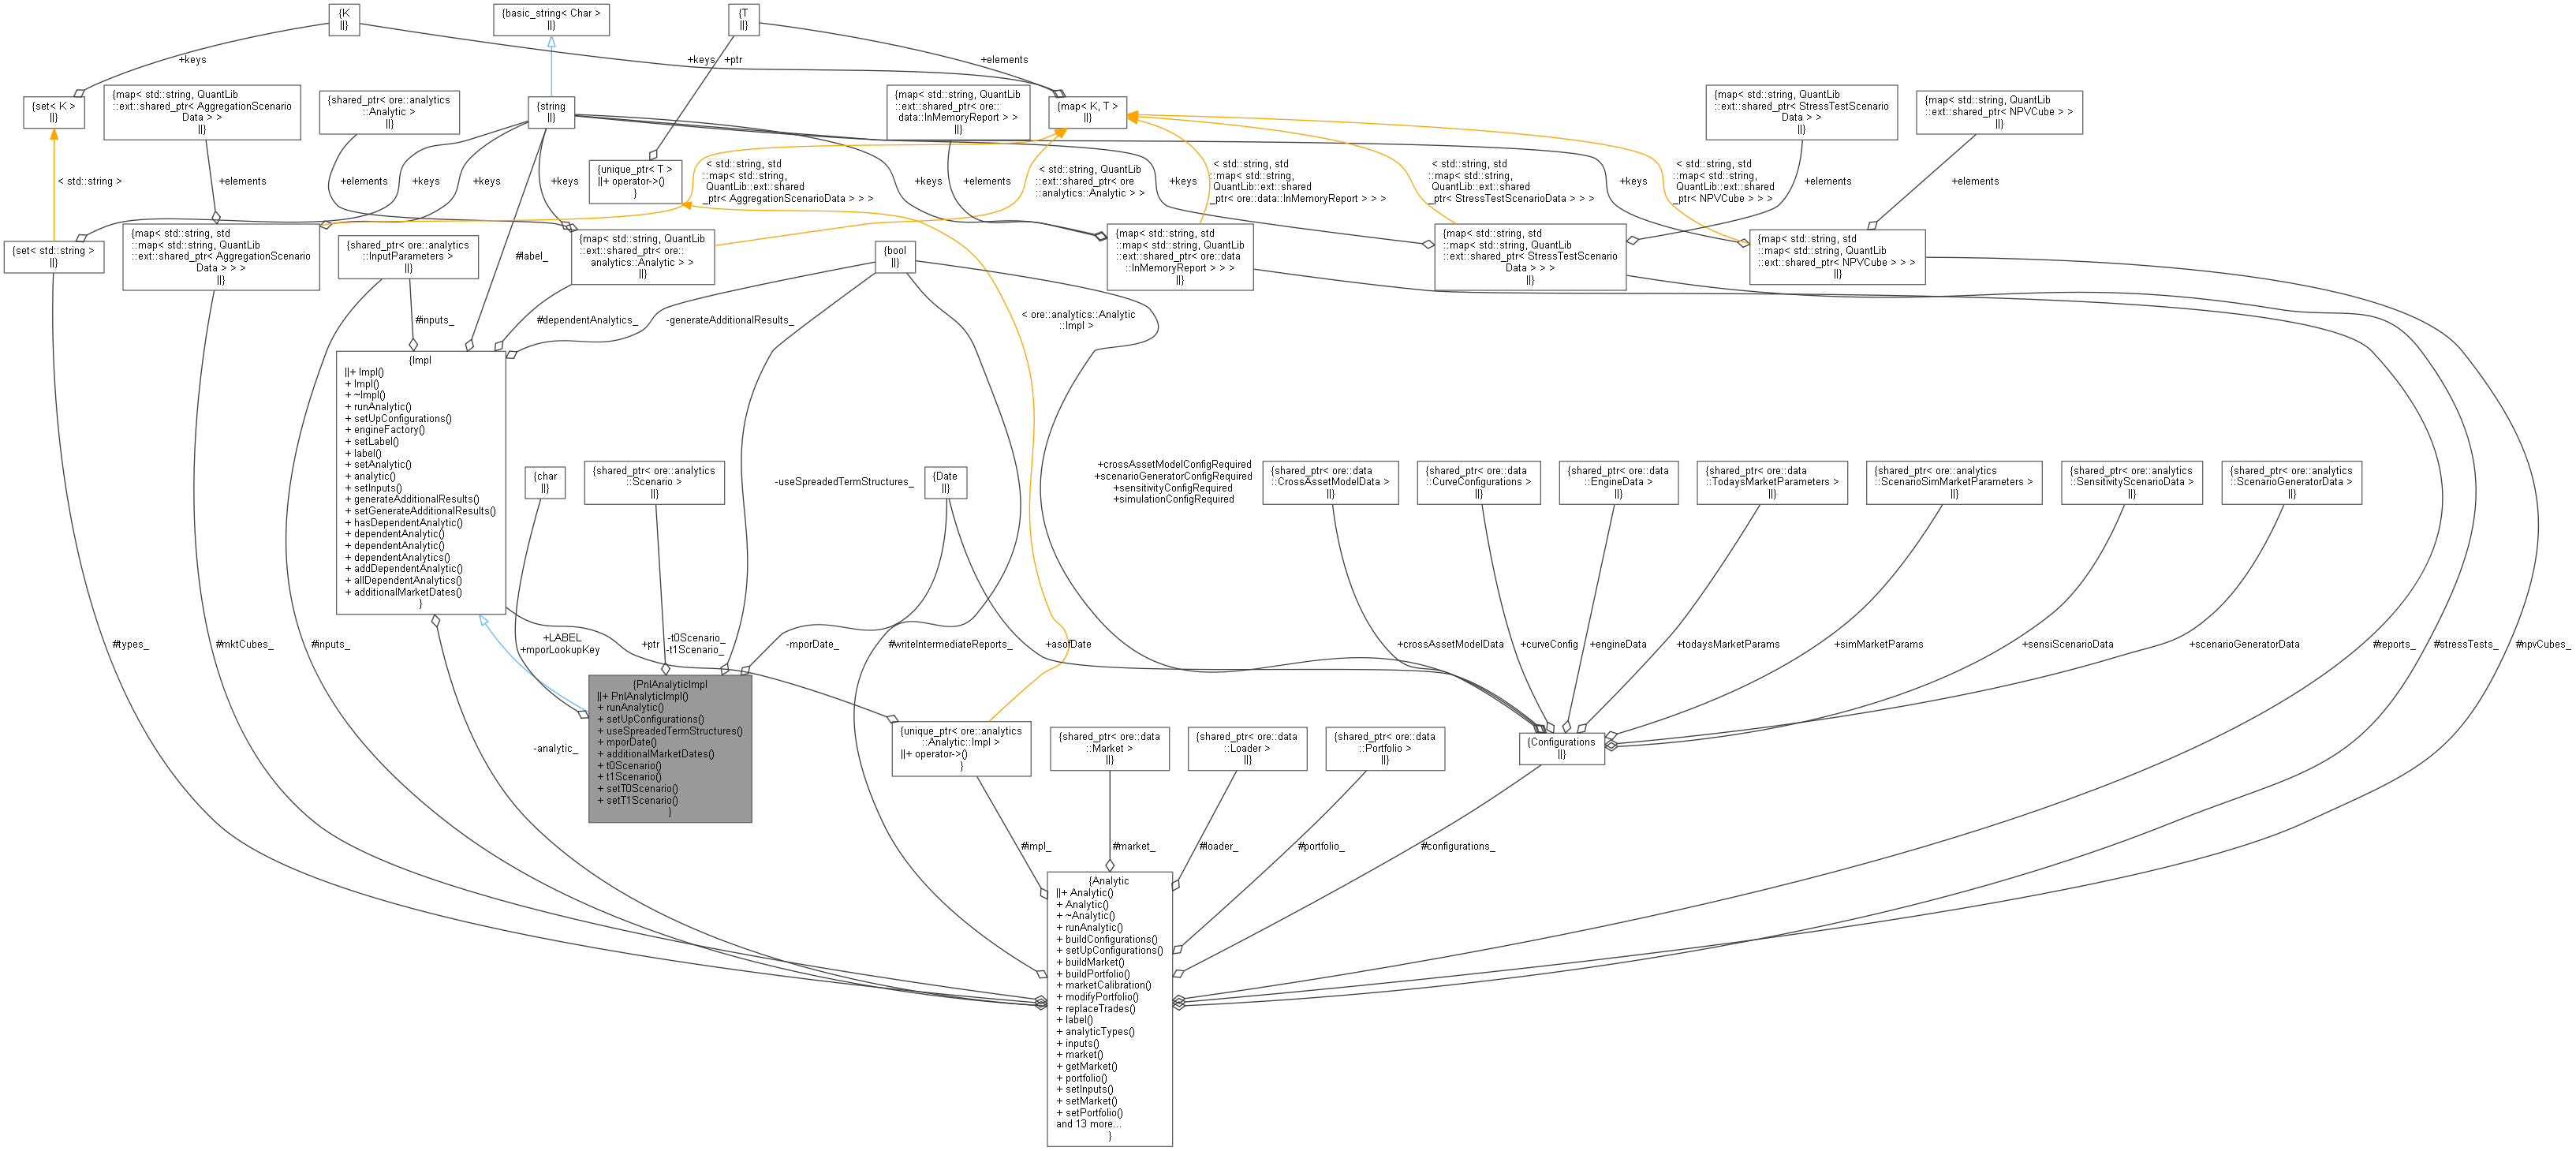 {K
||}
{basic_string< Char >
||}
{T
||}
+keys
+keys
+ptr
+elements
{set< K >
||}
{map< std::string, QuantLib
::ext::shared_ptr< AggregationScenario
Data > >
||}
{shared_ptr< ore::analytics
::Analytic >
||}
{string
||}
{map< std::string, QuantLib
::ext::shared_ptr< ore::
data::InMemoryReport > >
||}
{map< K, T >
||}
{map< std::string, QuantLib
::ext::shared_ptr< StressTestScenario
Data > >
||}
{map< std::string, QuantLib
::ext::shared_ptr< NPVCube > >
||}
{unique_ptr< T >
||+ operator->()
}
< std::string >
+elements
+elements
+keys
+keys
+keys
< std::string, std
::map< std::string,
QuantLib::ext::shared
_ptr< AggregationScenarioData > > >
+keys
+elements
< std::string, QuantLib
::ext::shared_ptr< ore
::analytics::Analytic > >
+keys
< std::string, std
::map< std::string,
QuantLib::ext::shared
_ptr< ore::data::InMemoryReport > > >
< std::string, std
::map< std::string,
QuantLib::ext::shared
_ptr< StressTestScenarioData > > >
+keys
< std::string, std
::map< std::string,
QuantLib::ext::shared
_ptr< NPVCube > > >
+elements
+elements
{set< std::string >
||}
{map< std::string, std
::map< std::string, QuantLib
::ext::shared_ptr< AggregationScenario
Data > > >
||}
{shared_ptr< ore::analytics
::InputParameters >
||}
#label_
{map< std::string, QuantLib
::ext::shared_ptr< ore::
analytics::Analytic > >
||}
{bool
||}
{map< std::string, std
::map< std::string, QuantLib
::ext::shared_ptr< ore::data
::InMemoryReport > > >
||}
{map< std::string, std
::map< std::string, QuantLib
::ext::shared_ptr< StressTestScenario
Data > > >
||}
{map< std::string, std
::map< std::string, QuantLib
::ext::shared_ptr< NPVCube > > >
||}
#inputs_
#dependentAnalytics_
-generateAdditionalResults_
< ore::analytics::Analytic
::Impl >
{Impl
||+ Impl()
+ Impl()
+ ~Impl()
+ runAnalytic()
+ setUpConfigurations()
+ engineFactory()
+ setLabel()
+ label()
+ setAnalytic()
+ analytic()
+ setInputs()
+ generateAdditionalResults()
+ setGenerateAdditionalResults()
+ hasDependentAnalytic()
+ dependentAnalytic()
+ dependentAnalytic()
+ dependentAnalytics()
+ addDependentAnalytic()
+ allDependentAnalytics()
+ additionalMarketDates()
}
{char
||}
{shared_ptr< ore::analytics
::Scenario >
||}
-useSpreadedTermStructures_
{Date
||}
+crossAssetModelConfigRequired
+scenarioGeneratorConfigRequired
+sensitivityConfigRequired
+simulationConfigRequired
{shared_ptr< ore::data
::CrossAssetModelData >
||}
{shared_ptr< ore::data
::CurveConfigurations >
||}
{shared_ptr< ore::data
::EngineData >
||}
{shared_ptr< ore::data
::TodaysMarketParameters >
||}
{shared_ptr< ore::analytics
::ScenarioSimMarketParameters >
||}
{shared_ptr< ore::analytics
::SensitivityScenarioData >
||}
{shared_ptr< ore::analytics
::ScenarioGeneratorData >
||}
#types_
#mktCubes_
#inputs_
+LABEL
+mporLookupKey
+ptr
-t0Scenario_
-t1Scenario_
-mporDate_
#writeIntermediateReports_
+asofDate
+crossAssetModelData
+curveConfig
+engineData
+todaysMarketParams
+simMarketParams
+sensiScenarioData
+scenarioGeneratorData
#reports_
#stressTests_
#npvCubes_
-analytic_
{PnlAnalyticImpl
||+ PnlAnalyticImpl()
+ runAnalytic()
+ setUpConfigurations()
+ useSpreadedTermStructures()
+ mporDate()
+ additionalMarketDates()
+ t0Scenario()
+ t1Scenario()
+ setT0Scenario()
+ setT1Scenario()
}
{unique_ptr< ore::analytics
::Analytic::Impl >
||+ operator->()
}
{shared_ptr< ore::data
::Market >
||}
{shared_ptr< ore::data
::Loader >
||}
{shared_ptr< ore::data
::Portfolio >
||}
{Configurations
||}
#impl_
#market_
#loader_
#portfolio_
#configurations_
{Analytic
||+ Analytic()
+ Analytic()
+ ~Analytic()
+ runAnalytic()
+ buildConfigurations()
+ setUpConfigurations()
+ buildMarket()
+ buildPortfolio()
+ marketCalibration()
+ modifyPortfolio()
+ replaceTrades()
+ label()
+ analyticTypes()
+ inputs()
+ market()
+ getMarket()
+ portfolio()
+ setInputs()
+ setMarket()
+ setPortfolio()
and 13 more...
}